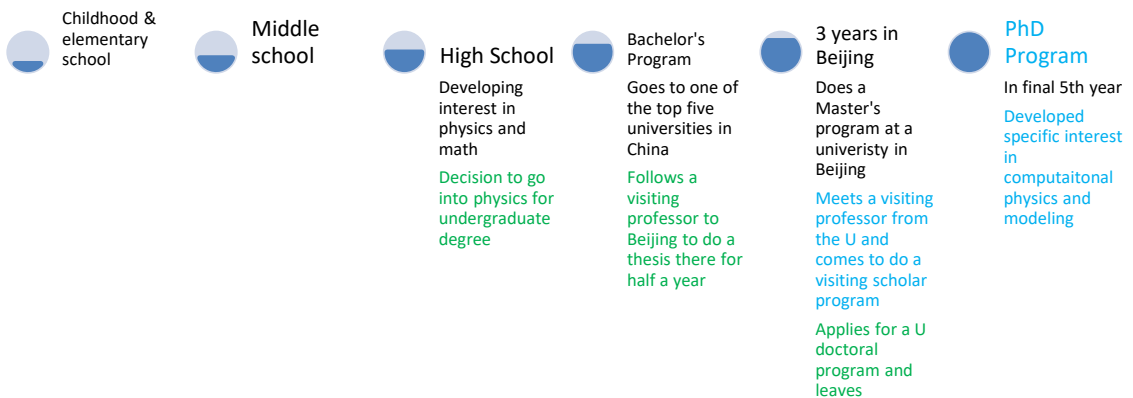 Childhood &
elementary
school
Middle
school
High School
Developing
interest in
physics and
math
Decision to go
into physics for
undergraduate
degree
Bachelor's
Program
Goes to one of
the top five
universities in
China
Follows a
visiting
professor to
Beijing to do a
thesis there for
half a year
3 years in
Beijing
Does a
Master's
program at a
univeristy in
Beijing
Meets a visiting
professor from
the U and
comes to do a
visiting scholar
program
Applies for a U
doctoral
program and
leaves
PhD
Program
In final 5th year
Developed
specific interest
in
computaitonal
physics and
modeling